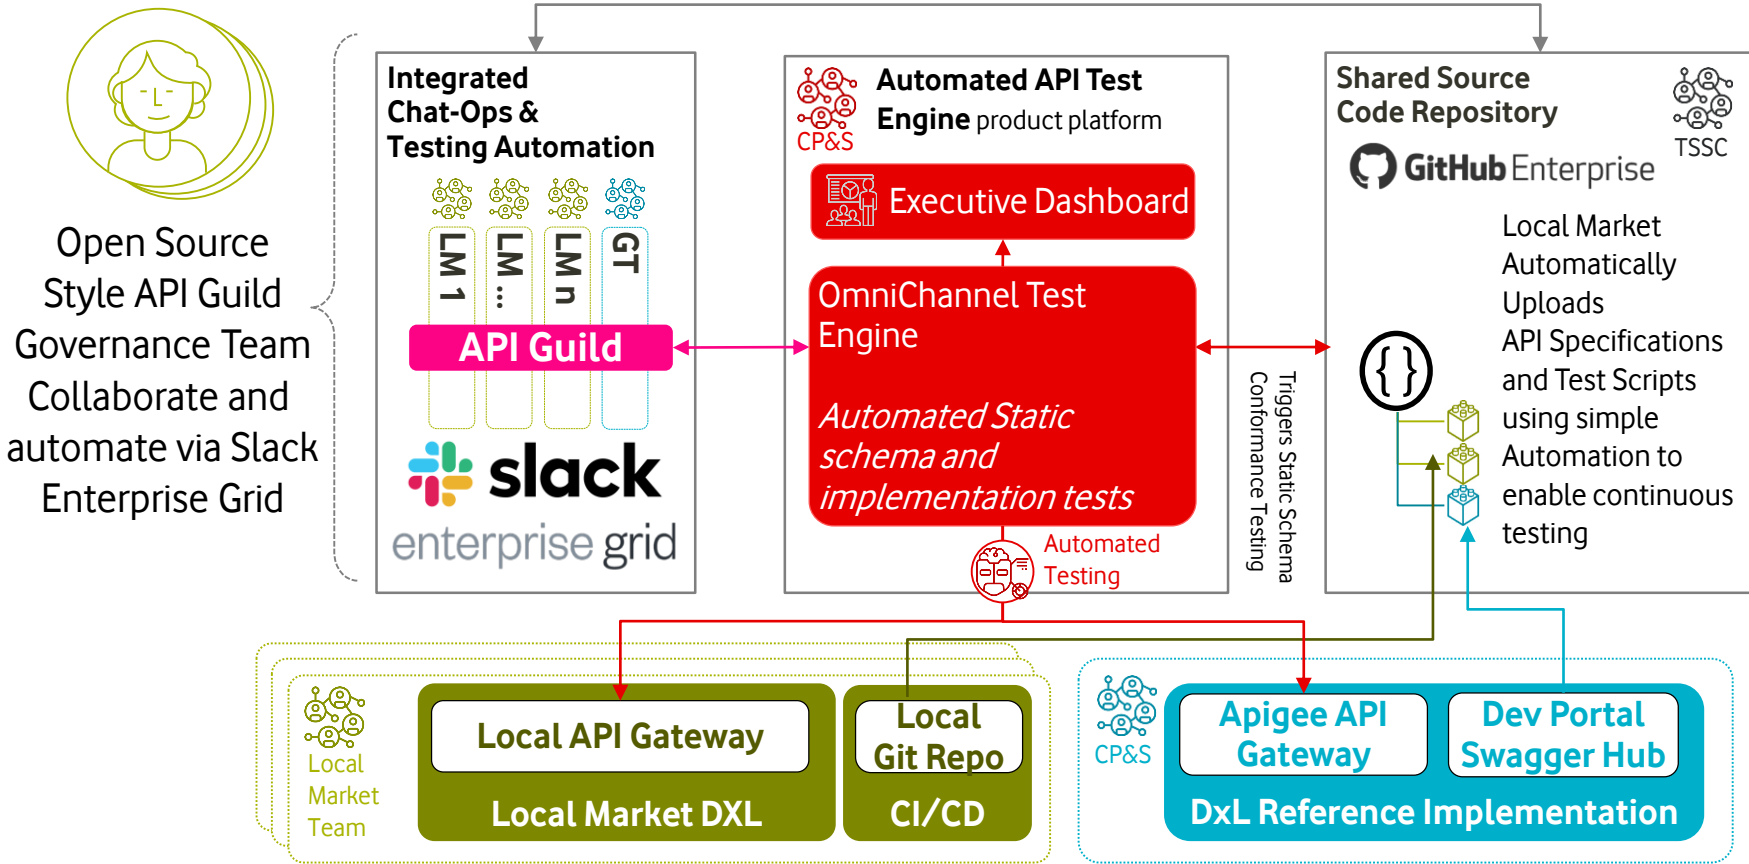 Open Source
Style API Guild
Governance Team
Collaborate and
automate via Slack
Enterprise Grid
Integrated
Chat-Ops &
Testing Automation
LM 1
LM ...
LM n
GT
API Guild
slack
enterprise grid
CP&S
Automated API Test
Engine product platform
Executive Dashboard
OmniChannel Test
Engine
Automated Static
schema and
implementation tests
Automated
Testing
Triggers Static Schema
Conformance Testing
Shared Source
Code Repository
TSSC
GitHub Enterprise
{ }
Local Market
Automatically
Uploads
API Specifications
and Test Scripts
using simple
Automation to
enable continuous
testing
Local
Market
Team
Local API Gateway
Local Market DXL
Local
Git Repo
CI/CD
CP&S
Apigee API
Gateway
Dev Portal
Swagger Hub
DxL Reference Implementation